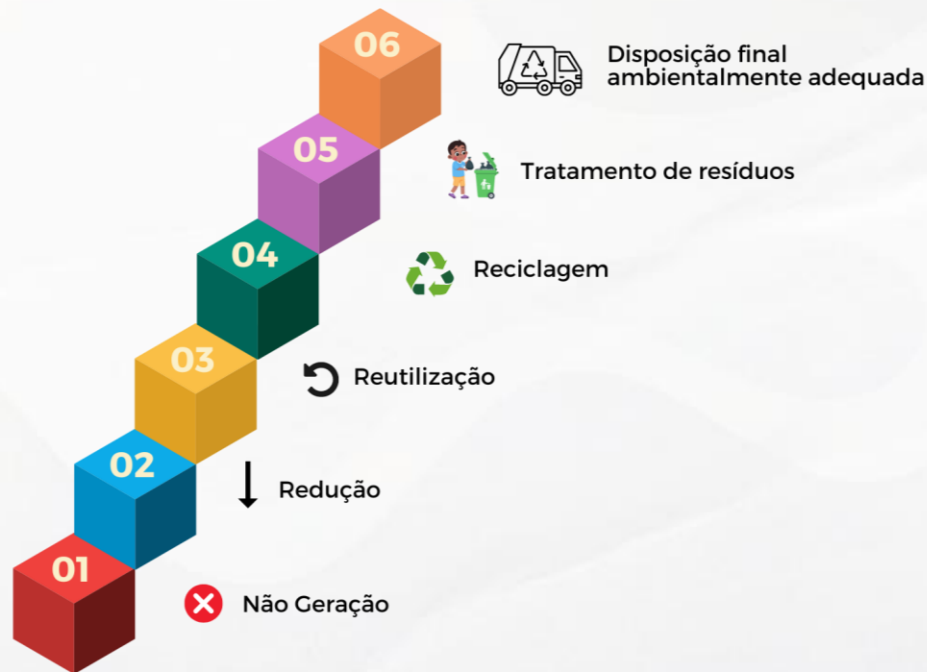 06
Disposição final
ambientalmente adequada
05
Tratamento de resíduos
04
Reciclagem
03
Reutilização
02
Redução
01
Não Geração